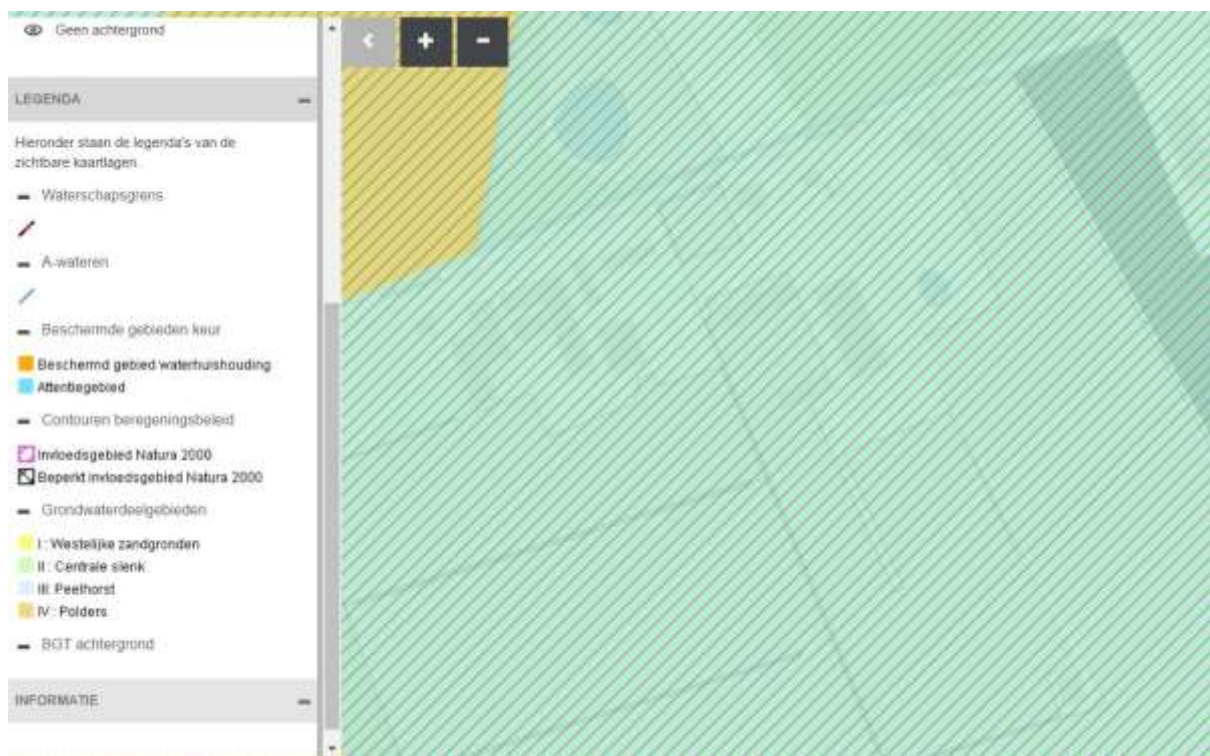 Geen achtergrond
LEGENDA
Hieronder staan de legenda's van de
zichtbare kaartlagen.
Waterschapsgrens
A-wateren
Beschermde gebieden keur
Beschermd gebied waterhuishouding
Attentiegebied
Contouren beregeningsbeleid
Invloedsgebied Natura 2000
Beperkt invloedsgebied Natura 2000
Grondwaterdeelgebieden
I : Westelijke zandgronden
II : Centrale slenk
III: Peelhorst
IV : Polders
BGT achtergrond
INFORMATIE